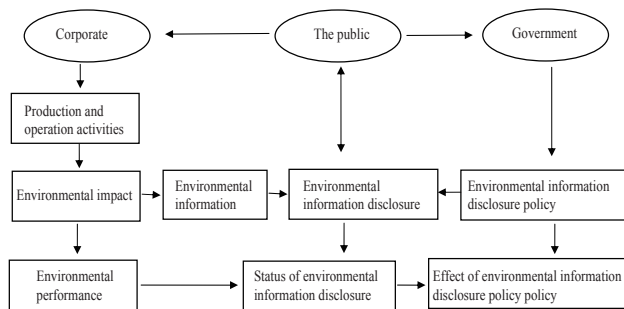 Corporate
The public
Government
Production and
operation activities
Environmental impact
Environmental
information
Environmental
information disclosure
Environmental information
disclosure policy
Environmental
performance
Status of environmental
information disclosure
Effect of environmental information
disclosure policy policy